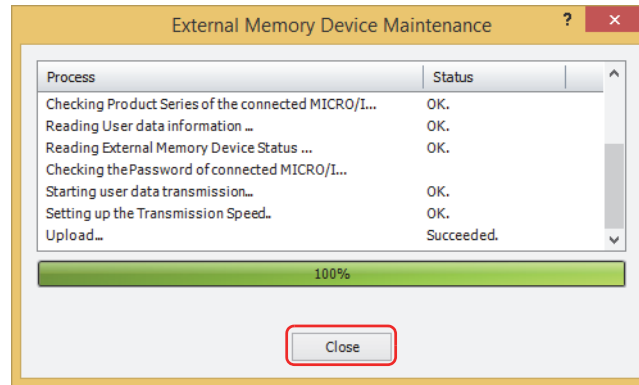 External Memory Device Maintenance ? ×
Process Status
Checking Product Series of the connected MICRO/I... OK.
Reading User data information ... OK.
Reading External Memory Device Status ... OK.
Checking the Password of connected MICRO/I...
Starting user data transmission... OK.
Setting up the Transmission Speed.. OK.
Upload... Succeeded.
100%
Close